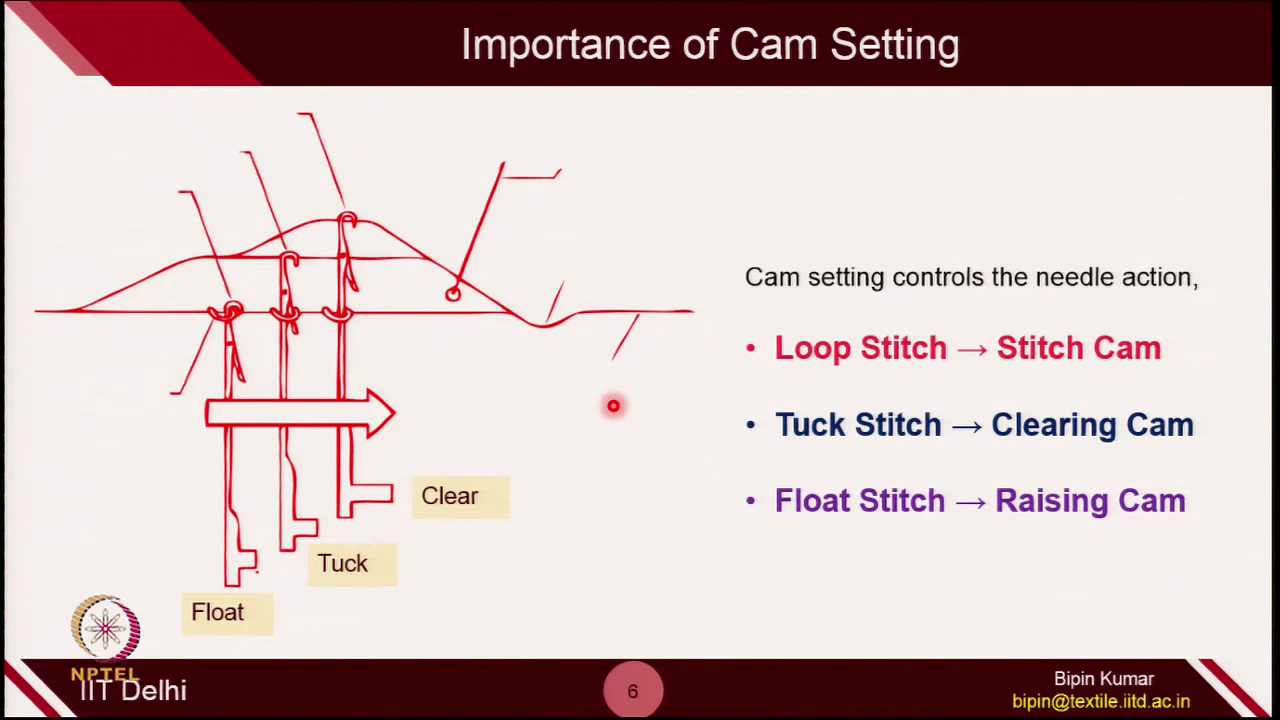 Importance of Cam Setting
Cam setting controls the needle action,
• Loop Stitch → Stitch Cam
• Tuck Stitch → Clearing Cam
• Float Stitch → Raising Cam
Clear
Tuck
Float
NPTEL
IIT Delhi
6
Bipin Kumar
bipin@textile.iitd.ac.in